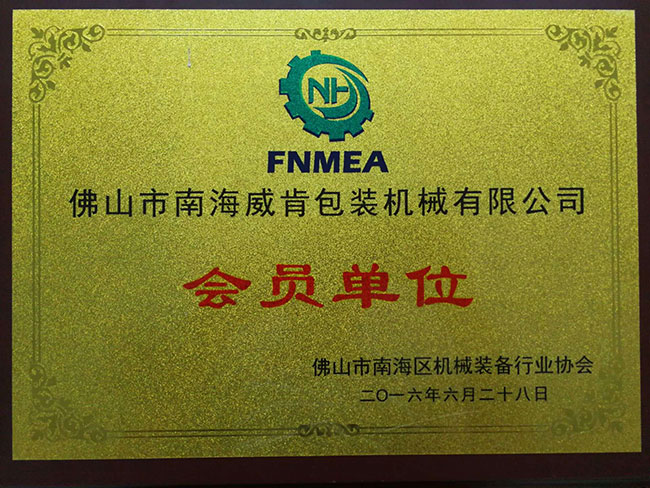 NH
FNMEA
佛山市南海威肯包装机械有限公司
会员单位
佛山市南海区机械装备行业协会
二〇一六年六月二十八日